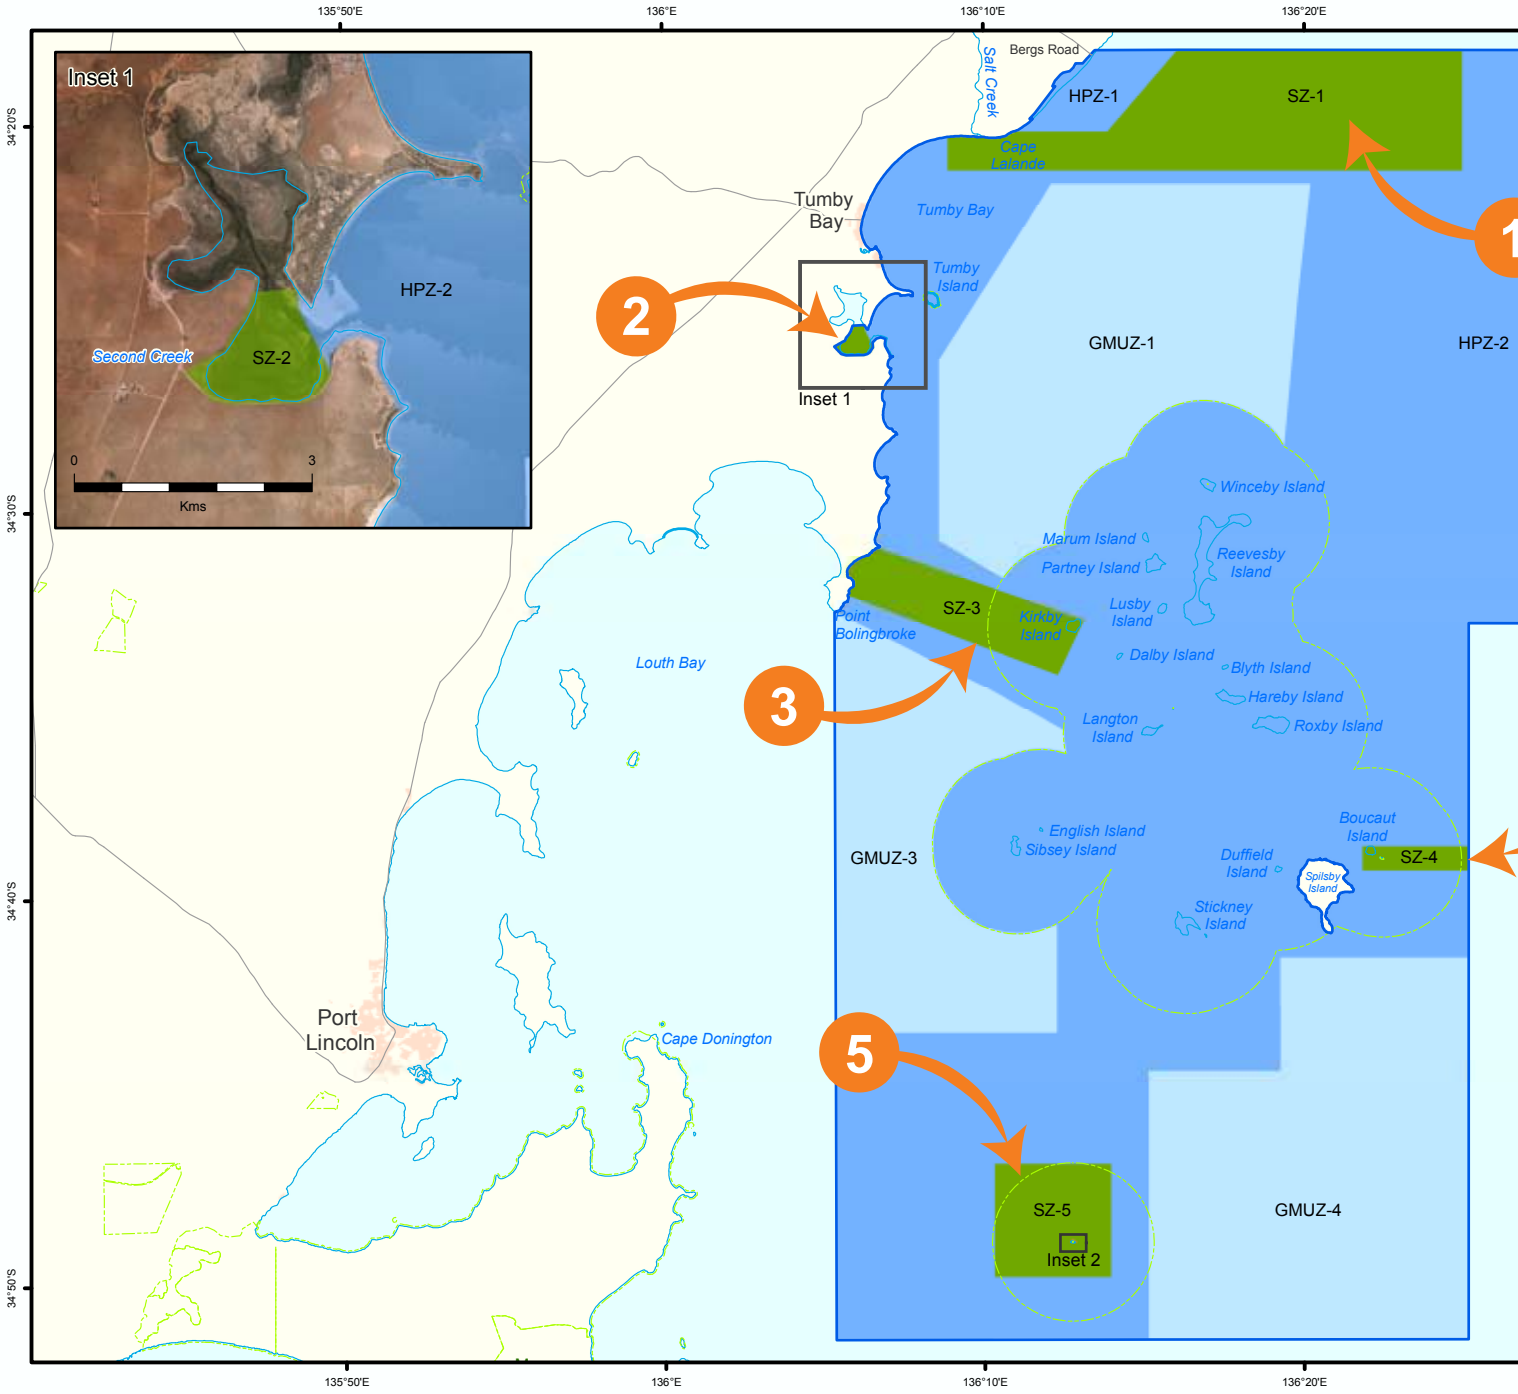 135°50'E
136°E
136°10'E
136°20'E
Inset 1
Bergs Road
Salt Creek
HPZ-1
SZ-1
34°20'S
Cape
Lalande
Tumby
Bay
Tumby Bay
1
Tumby
Island
2
HPZ-2
Second Creek
SZ-2
GMUZ-1
HPZ-2
Inset 1
0
3
Kms
34°30'S
Winceby Island
Marum Island
Partney Island
Reevesby
Island
SZ-3
Lusby
Island
Kirkby
Island
Point
Bolingbroke
Louth Bay
Dalby Island
Blyth Island
Hareby Island
3
Langton
Island
Roxby Island
Boucaut
Island
English Island
Sibsey Island
GMUZ-3
Duffield
Island
SZ-4
Spilsby
Island
34°40'S
Stickney
Island
Port
Lincoln
Cape Donington
5
SZ-5
GMUZ-4
Inset 2
34°50'S
135°50'E
136°E
136°10'E
136°20'E